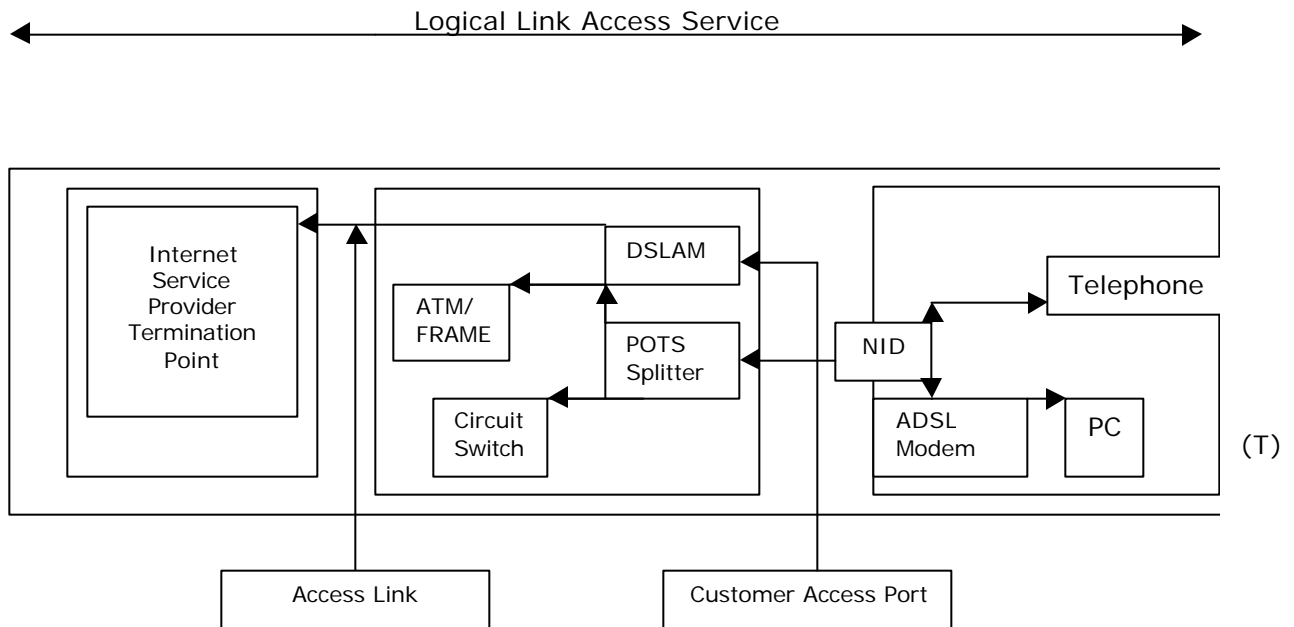 Logical Link Access Service
Internet
Service
Provider
Termination
Point
DSLAM
ATM/
FRAME
POTS
Splitter
Circuit
Switch
NID
Telephone
ADSL
Modem
PC
(T)
Access Link
Customer Access Port